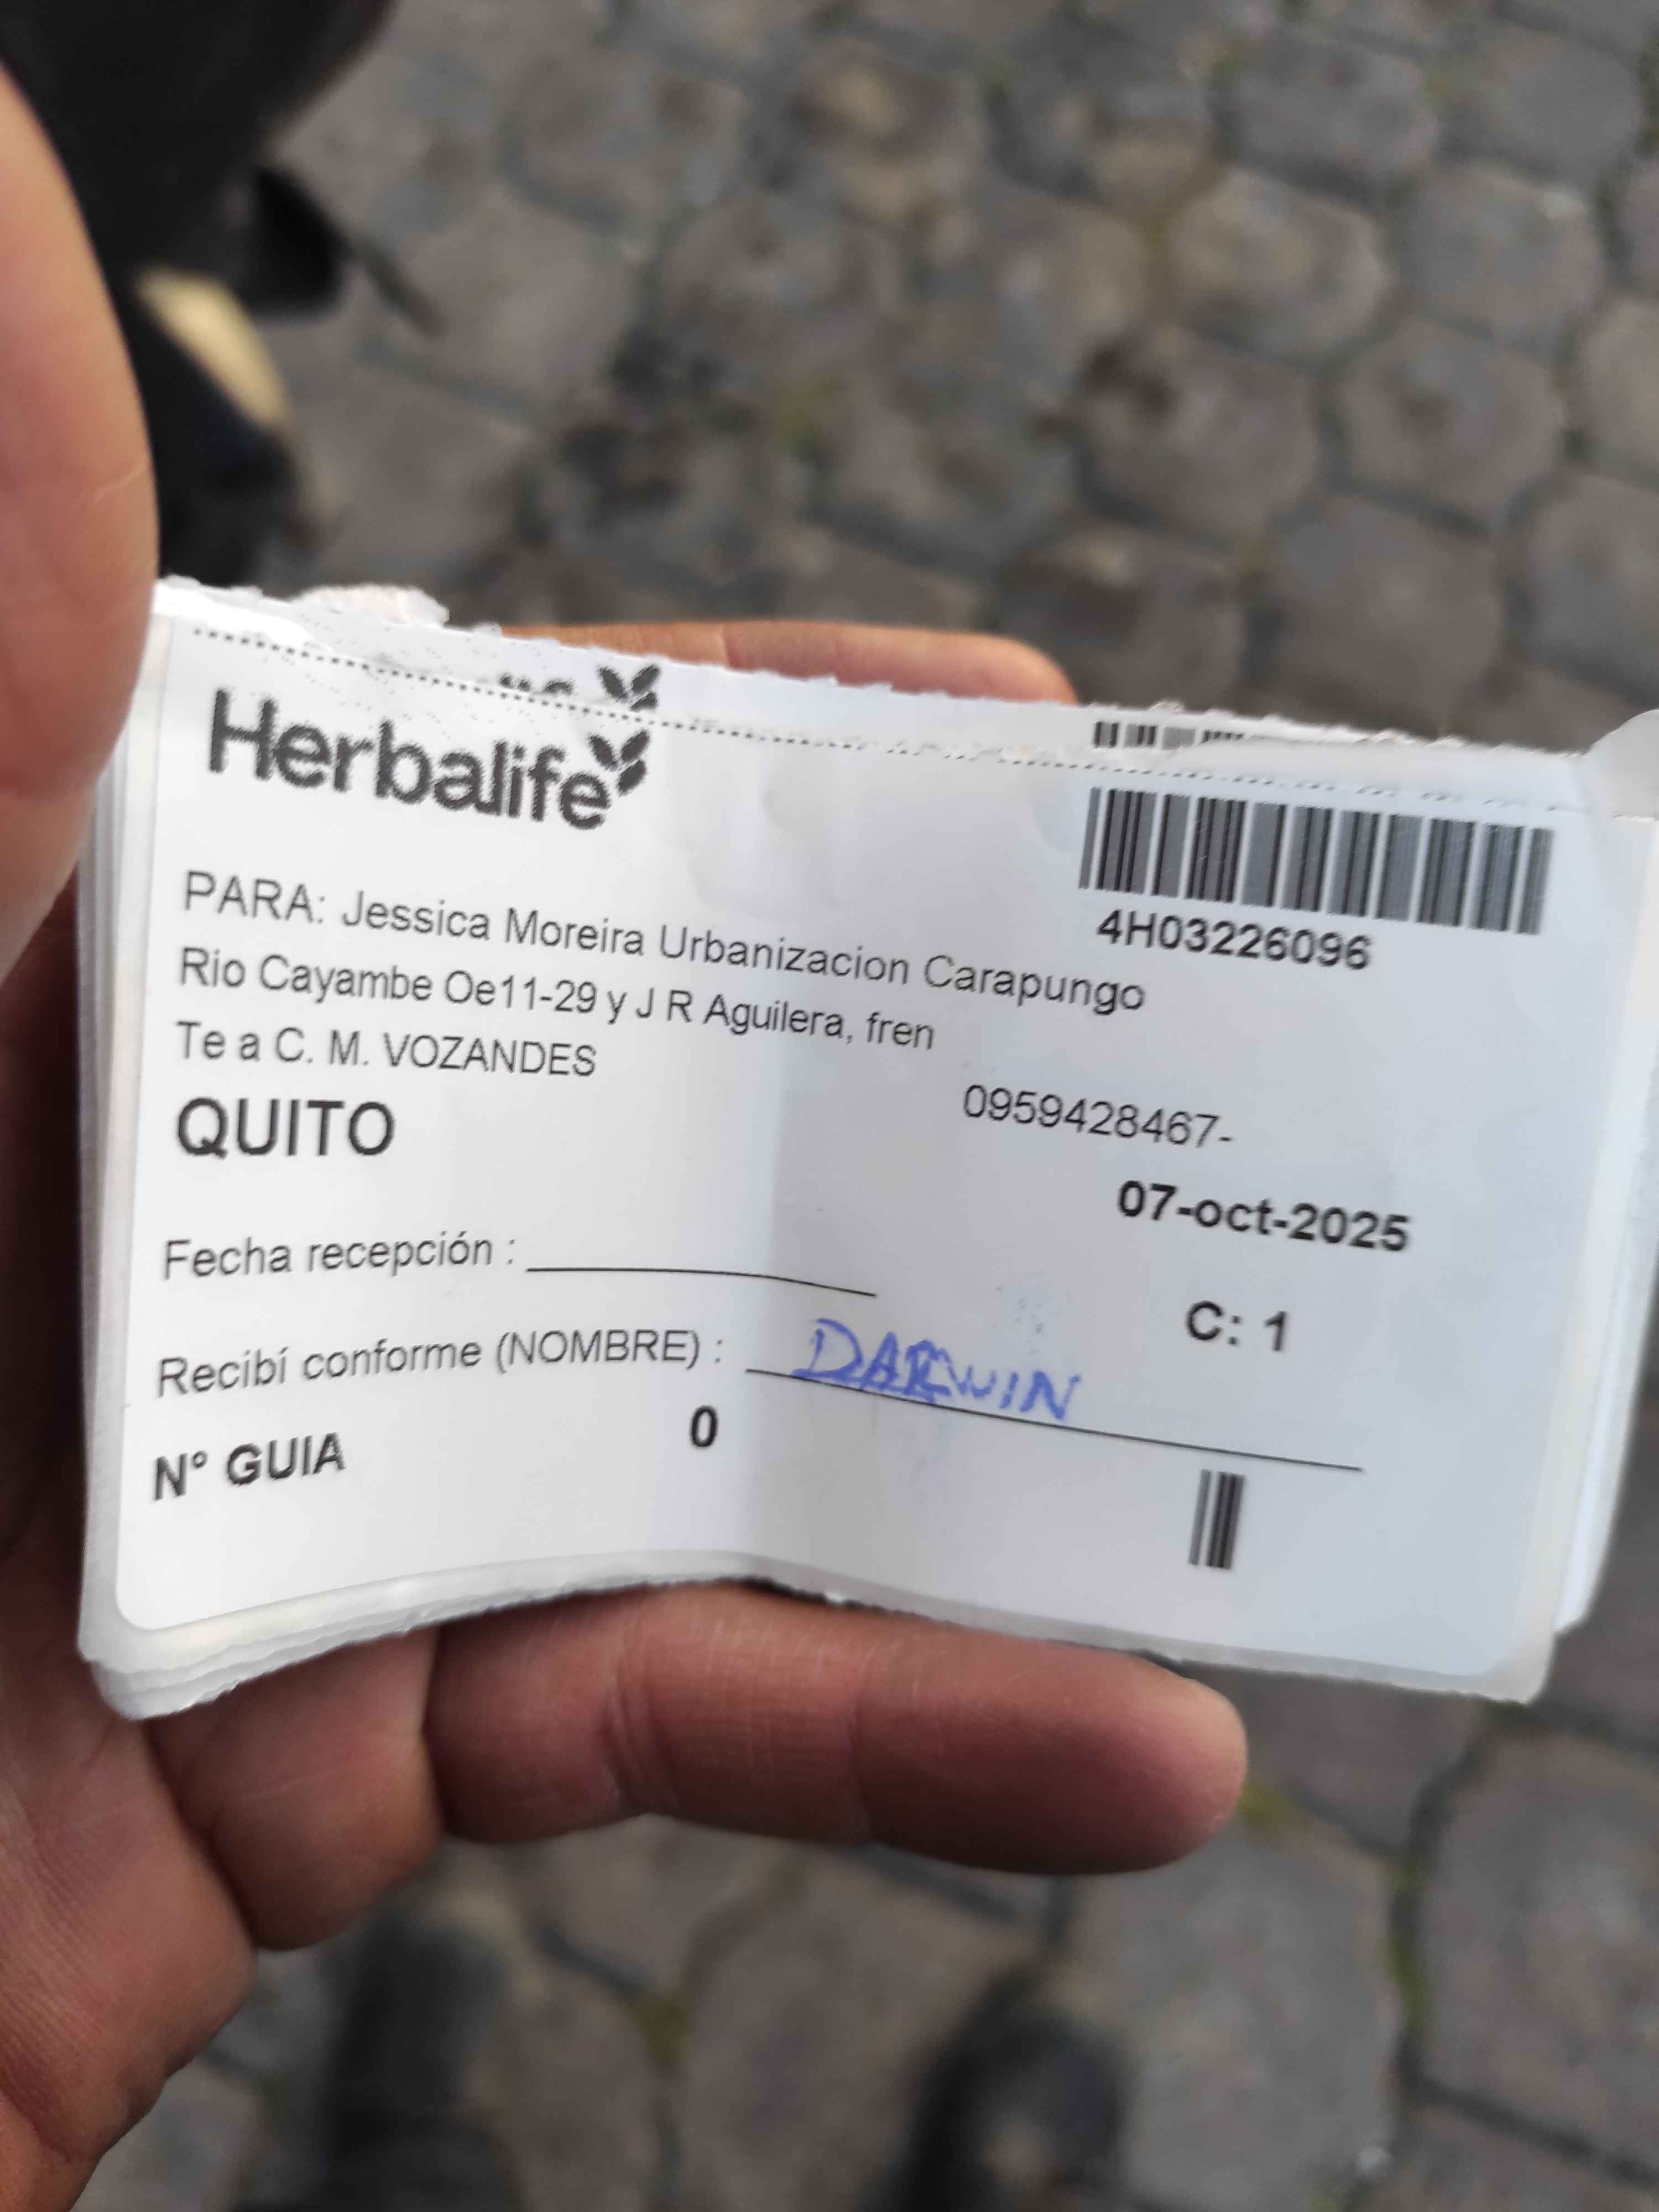 Herbalife
4H03226096
PARA: Jessica Moreira Urbanizacion Carapungo
Rio Cayambe Oe11-29 y J R Aguilera, fren
Te a C. M. VOZANDES
QUITO
0959428467-
07-oct-2025
Fecha recepción :
C: 1
Recibí conforme (NOMBRE) : DARWIN
N° GUIA 0